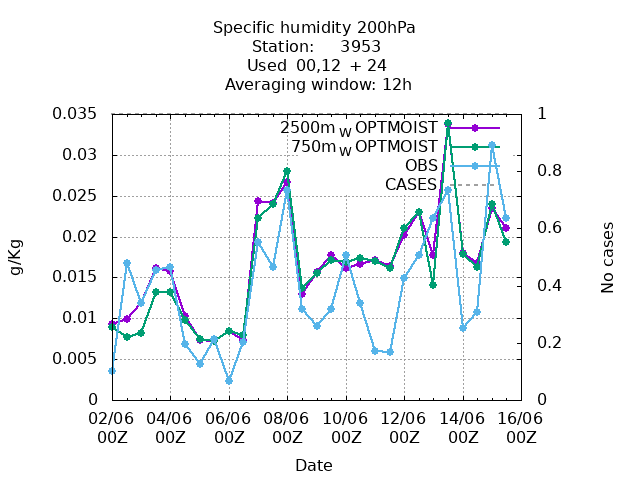 Specific humidity 200hPa
Station: 3953
Used 00,12 + 24
Averaging window: 12h
0.035 1
2500m W OPTMOIST
750m W OPTMOIST
OBS
CASES
0.03
0.8
0.025
0.02
0.6
0.015
0.4
0.01
0.2
0.005
0 0
g/Kg
No cases
02/06 04/06 06/06 08/06 10/06 12/06 14/06 16/06
00Z 00Z 00Z 00Z 00Z 00Z 00Z 00Z
Date